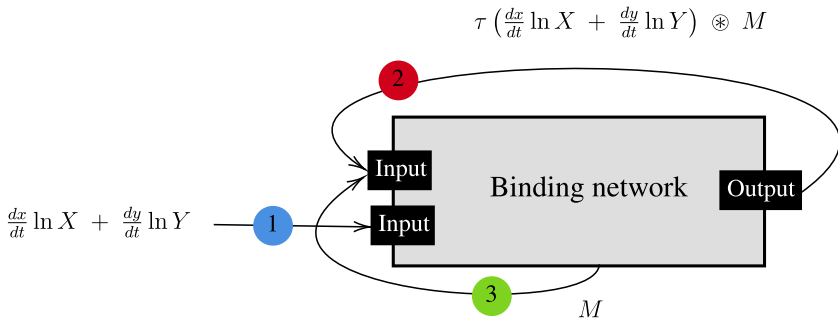 τ (dx/dt ln X + dy/dt ln Y) ⊛ M
2
Input
Binding network
Output
dx/dt ln X + dy/dt ln Y
1
Input
3
M